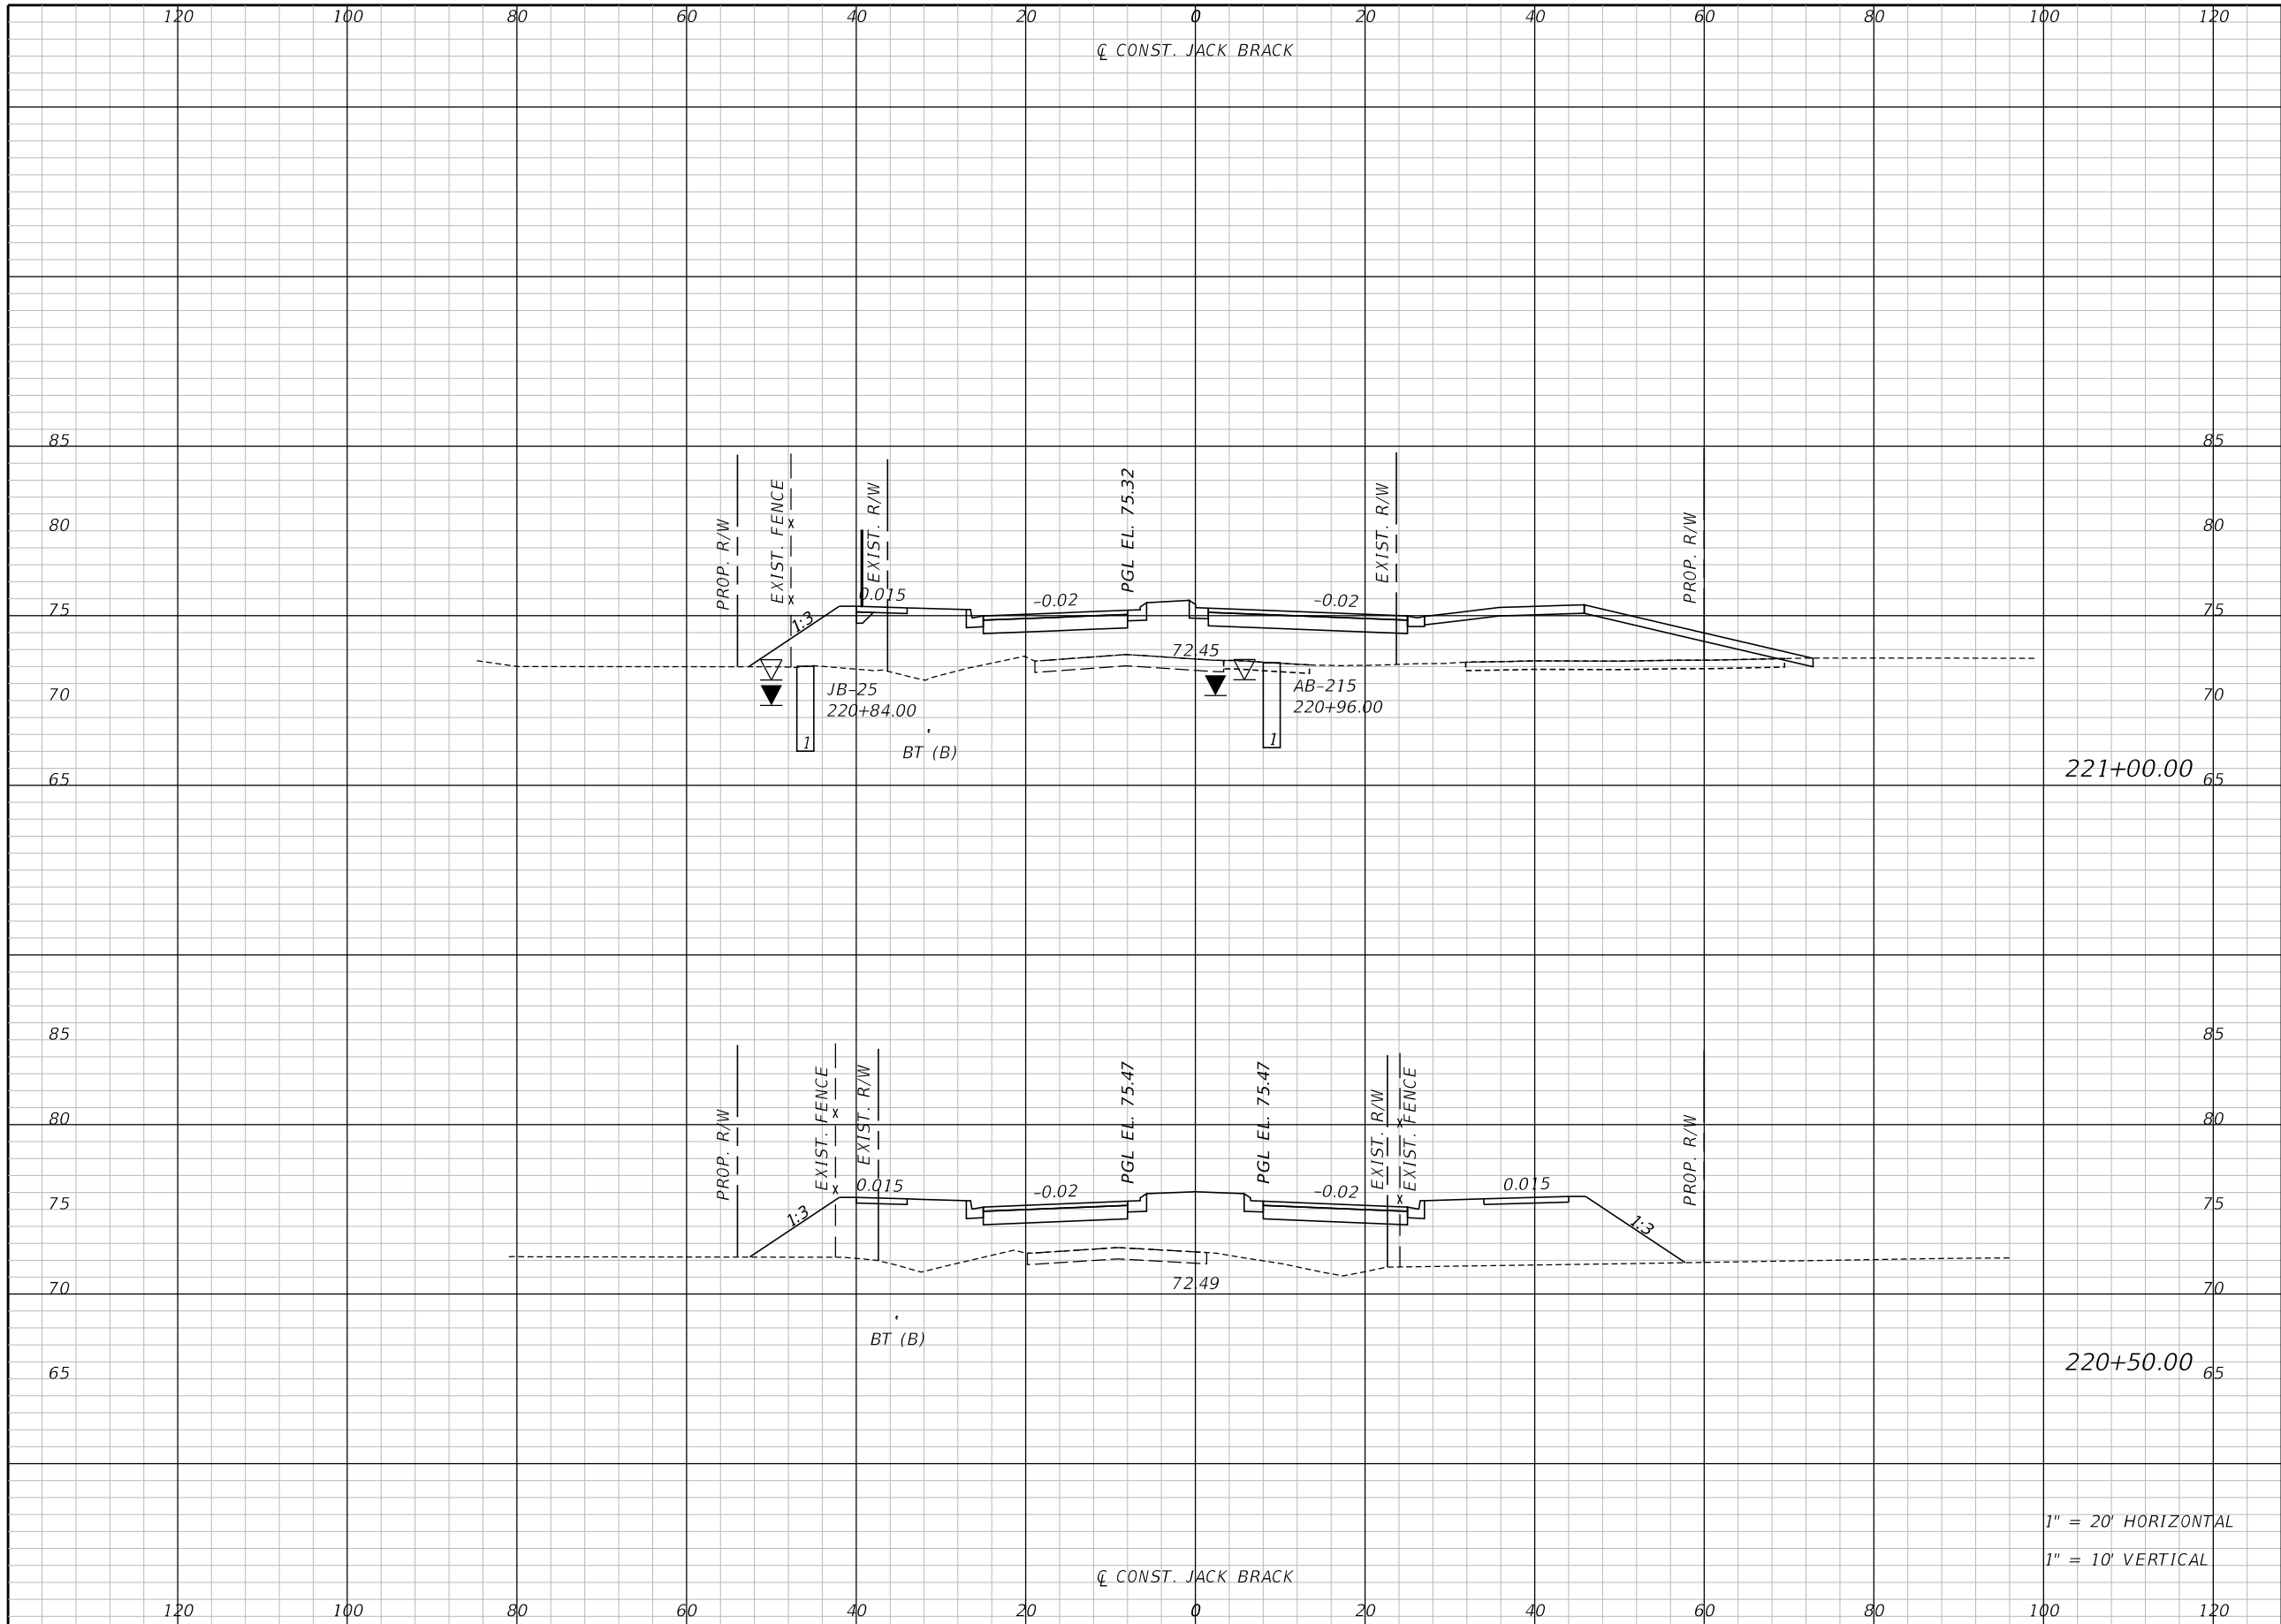 120 100 80 60 40 20 0 20 40 60 80 100 120
℄ CONST. JACK BRACK
85 85
80 80
75 75
70 70
65 65
PROP. R/W
EXIST. FENCE
X
X
EXIST. R/W
PGL EL. 75.32
EXIST. R/W
PROP. R/W
1:3
0.015
-0.02
-0.02
72.45
JB-25
220+84.00
1
BT (B)
AB-215
220+96.00
1
221+00.00
85 85
80 80
75 75
70 70
65 65
PROP. R/W
EXIST. FENCE
X
X
EXIST. R/W
PGL EL. 75.47
PGL EL. 75.47
EXIST. R/W
EXIST. FENCE
X
X
PROP. R/W
1:3
0.015
-0.02
-0.02
0.015
1:3
72.49
BT (B)
220+50.00
1" = 20' HORIZONTAL
1" = 10' VERTICAL
℄ CONST. JACK BRACK
120 100 80 60 40 20 0 20 40 60 80 100 120